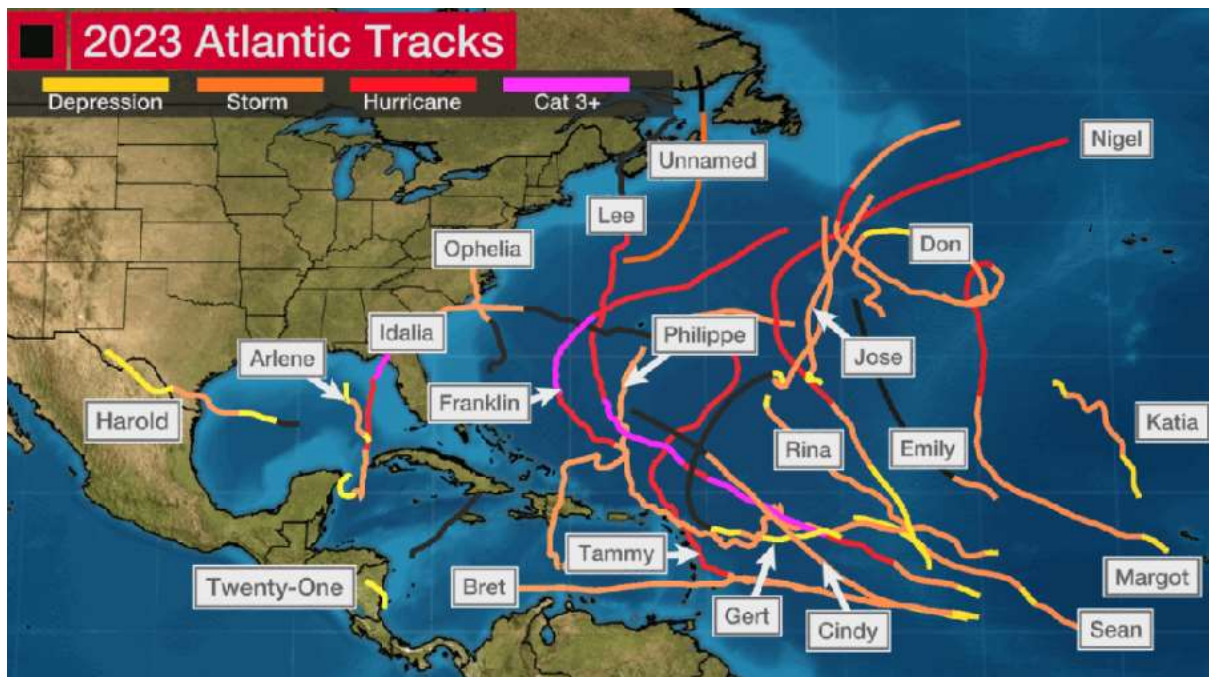 2023 Atlantic Tracks
Depression Storm Hurricane Cat 3+
Nigel
Unnamed
Lee
Ophelia
Don
Idalia
Philippe
Arlene
Jose
Franklin
Harold
Katia
Rina
Emily
Tammy
Margot
Twenty-One
Bret
Gert
Cindy
Sean